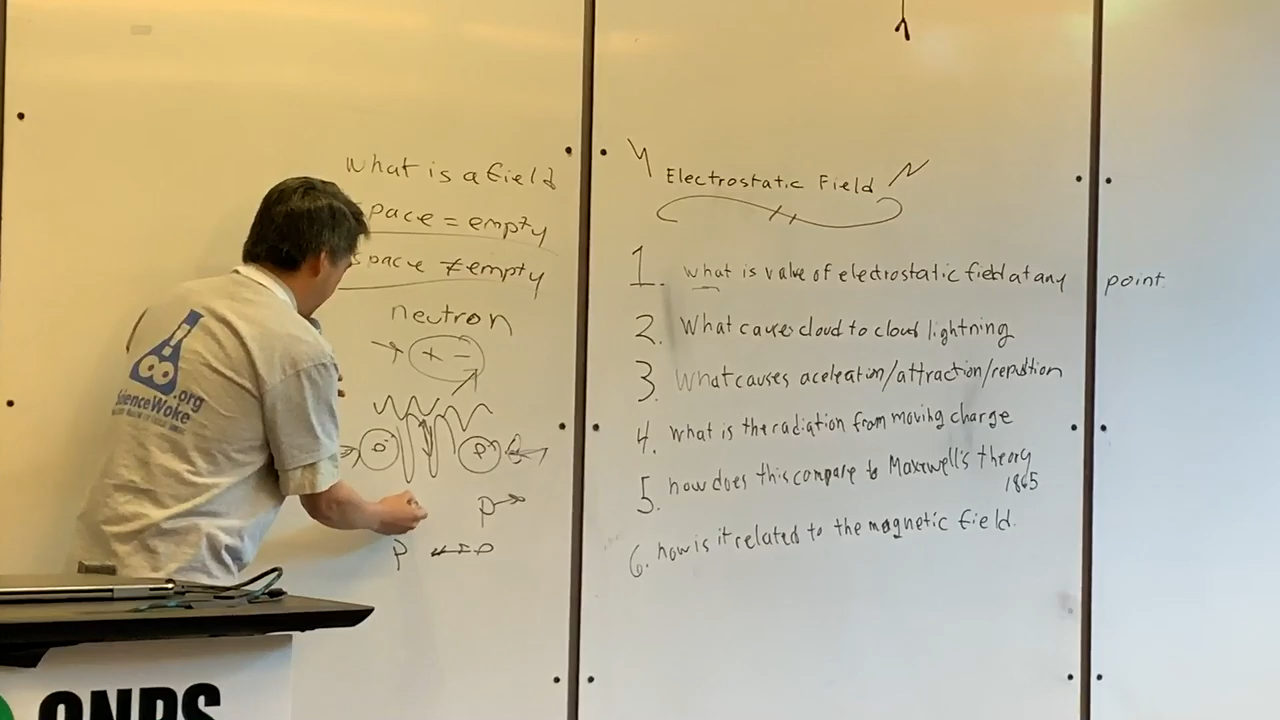 what is a field
space = empty
space ≠ empty
neutron
+ -
P
P
P
Electrostatic Field
1. what is value of electrostatic field at any point
2. What causes cloud to cloud lightning
3. What causes aceleation/attraction/repultion
4. what is the radiation from moving charge
5. how does this compare to Maxwell's theory
1865
6. how is it related to the magnetic field.
ScienceWoke
.org
CNPS